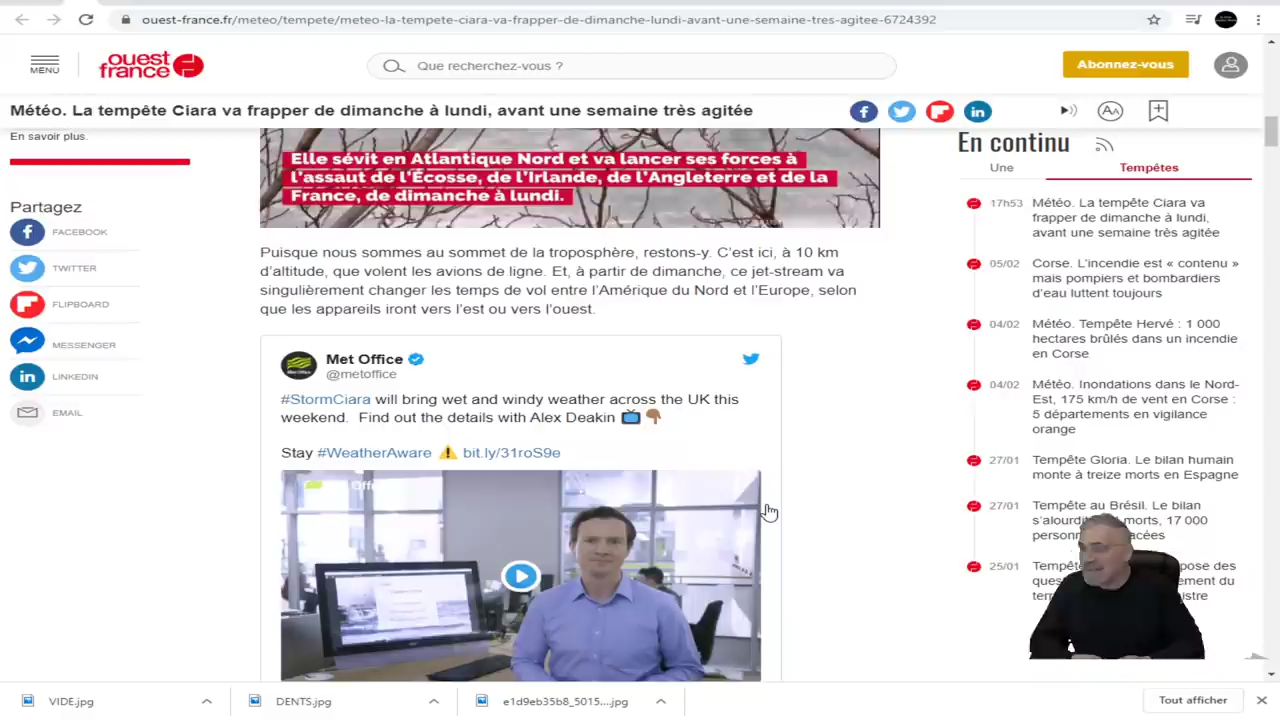 ouest-france.fr/meteo/tempete/meteo-la-tempete-ciara-va-frapper-de-dimanche-lundi-avant-une-semaine-tres-agitee-6724392
MENU
ouest
france
Que recherchez-vous ?
Abonnez-vous
Météo. La tempête Ciara va frapper de dimanche à lundi, avant une semaine très agitée
En savoir plus.
Partagez
FACEBOOK
TWITTER
FLIPBOARD
MESSENGER
LINKEDIN
EMAIL
Elle sévit en Atlantique Nord et va lancer ses forces à
l'assaut de l'Écosse, de l'Irlande, de l'Angleterre et de la
France, de dimanche à lundi.
Puisque nous sommes au sommet de la troposphère, restons-y. C'est ici, à 10 km
d'altitude, que volent les avions de ligne. Et, à partir de dimanche, ce jet-stream va
singulièrement changer les temps de vol entre l'Amérique du Nord et l'Europe, selon
que les appareils iront vers l'est ou vers l'ouest.
Met Office
@metoffice
#StormCiara will bring wet and windy weather across the UK this
weekend. Find out the details with Alex Deakin 📺 👇🏾
Stay #WeatherAware ⚠️ bit.ly/31roS9e
En continu
Une
Tempêtes
17h53 Météo. La tempête Ciara va
frapper de dimanche à lundi,
avant une semaine très agitée
05/02 Corse. L'incendie est « contenu »
mais pompiers et bombardiers
d'eau luttent toujours
04/02 Météo. Tempête Hervé : 1 000
hectares brûlés dans un incendie
en Corse
04/02 Météo. Inondations dans le Nord-
Est, 175 km/h de vent en Corse :
5 départements en vigilance
orange
27/01 Tempête Gloria. Le bilan humain
monte à treize morts en Espagne
27/01 Tempête au Brésil. Le bilan
s'alourdit morts, 17 000
25/01
VIDE.jpg
DENTS.jpg
e1d9eb35b8_5015....jpg
Tout afficher